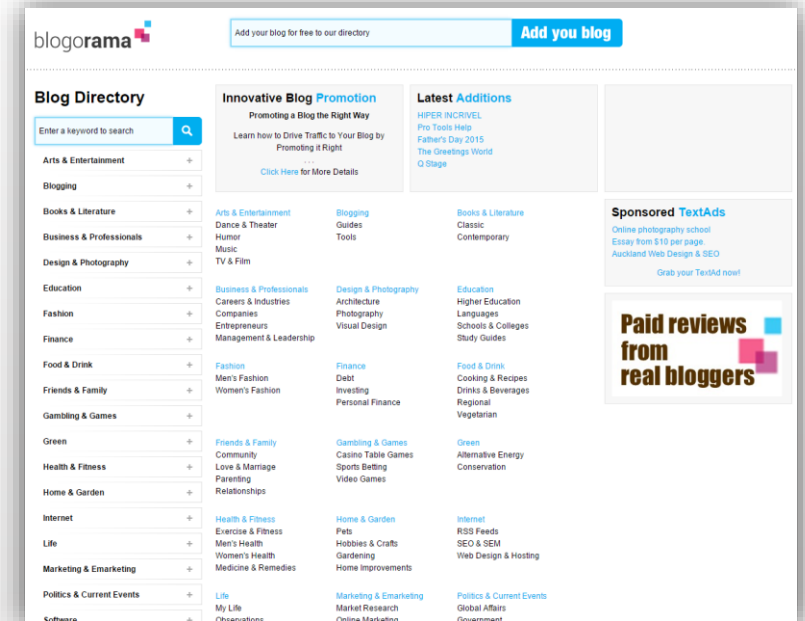 blogorama
Add your blog for free to our directory
Add you blog
Blog Directory
Enter a keyword to search
Arts & Entertainment +
Blogging +
Books & Literature +
Business & Professionals +
Design & Photography +
Education +
Fashion +
Finance +
Food & Drink +
Friends & Family +
Gambling & Games +
Green +
Health & Fitness +
Home & Garden +
Internet +
Life +
Marketing & Emarketing +
Politics & Current Events +
Software +
Innovative Blog Promotion
Promoting a Blog the Right Way
Learn how to Drive Traffic to Your Blog by
Promoting it Right
. . .
Click Here for More Details
Latest Additions
HIPER INCRIVEL
Pro Tools Help
Father's Day 2015
The Greetings World
Q Stage
Arts & Entertainment
Dance & Theater
Humor
Music
TV & Film
Blogging
Guides
Tools
Books & Literature
Classic
Contemporary
Business & Professionals
Careers & Industries
Companies
Entrepreneurs
Management & Leadership
Design & Photography
Architecture
Photography
Visual Design
Education
Higher Education
Languages
Schools & Colleges
Study Guides
Fashion
Men's Fashion
Women's Fashion
Finance
Debt
Investing
Personal Finance
Food & Drink
Cooking & Recipes
Drinks & Beverages
Regional
Vegetarian
Friends & Family
Community
Love & Marriage
Parenting
Relationships
Gambling & Games
Casino Table Games
Sports Betting
Video Games
Green
Alternative Energy
Conservation
Health & Fitness
Exercise & Fitness
Men's Health
Women's Health
Medicine & Remedies
Home & Garden
Pets
Hobbies & Crafts
Gardening
Home Improvements
Internet
RSS Feeds
SEO & SEM
Web Design & Hosting
Life
My Life
Observations
Marketing & Emarketing
Market Research
Online Marketing
Politics & Current Events
Global Affairs
Government
Sponsored TextAds
Online photography school
Essay from $10 per page.
Auckland Web Design & SEO
Grab your TextAd now!
Paid reviews
from
real bloggers